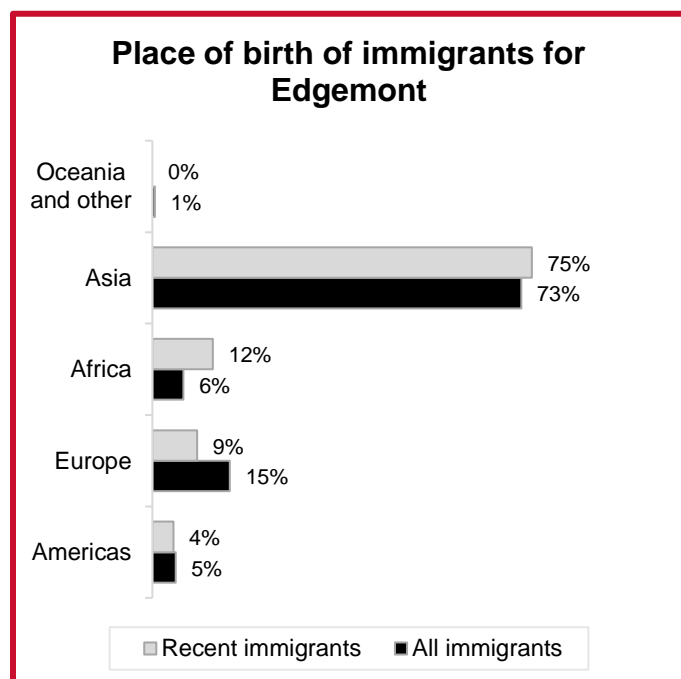 Place of birth of immigrants for
Edgemont
Oceania
and other
0%
1%
Asia
75%
73%
Africa
12%
6%
Europe
9%
15%
Americas
4%
5%
Recent immigrants All immigrants